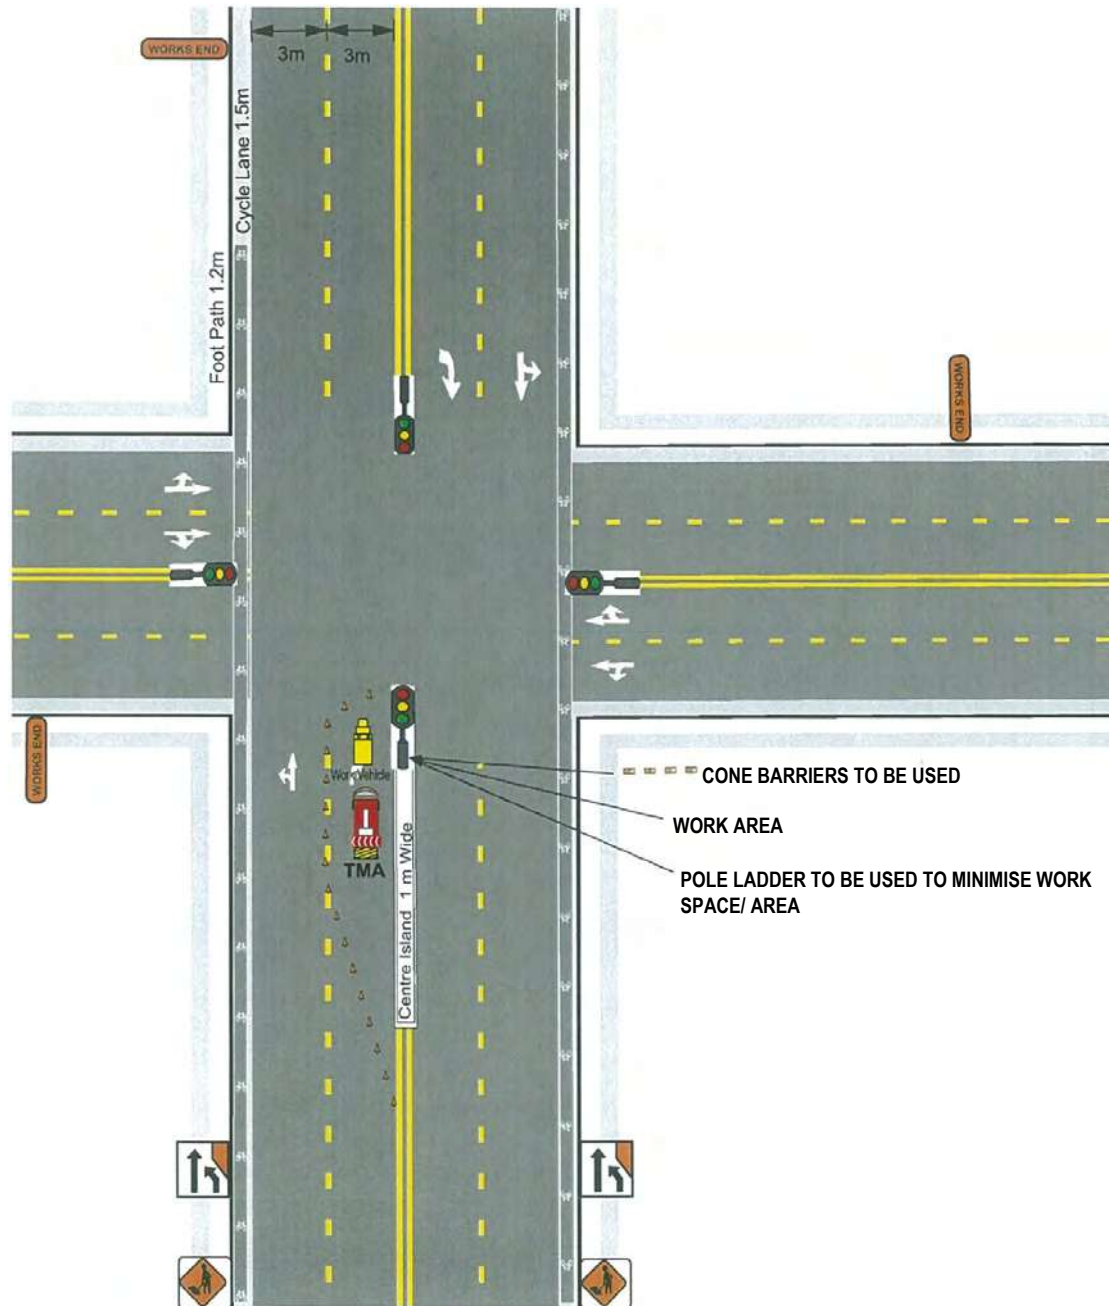 WORKS END
3m 3m
Cycle Lane 1.5m
Foot Path 1.2m
WORKS END
WORKS END
Work Vehicle
TMA
Centre Island 1 m Wide
CONE BARRIERS TO BE USED
WORK AREA
POLE LADDER TO BE USED TO MINIMISE WORK
SPACE/ AREA